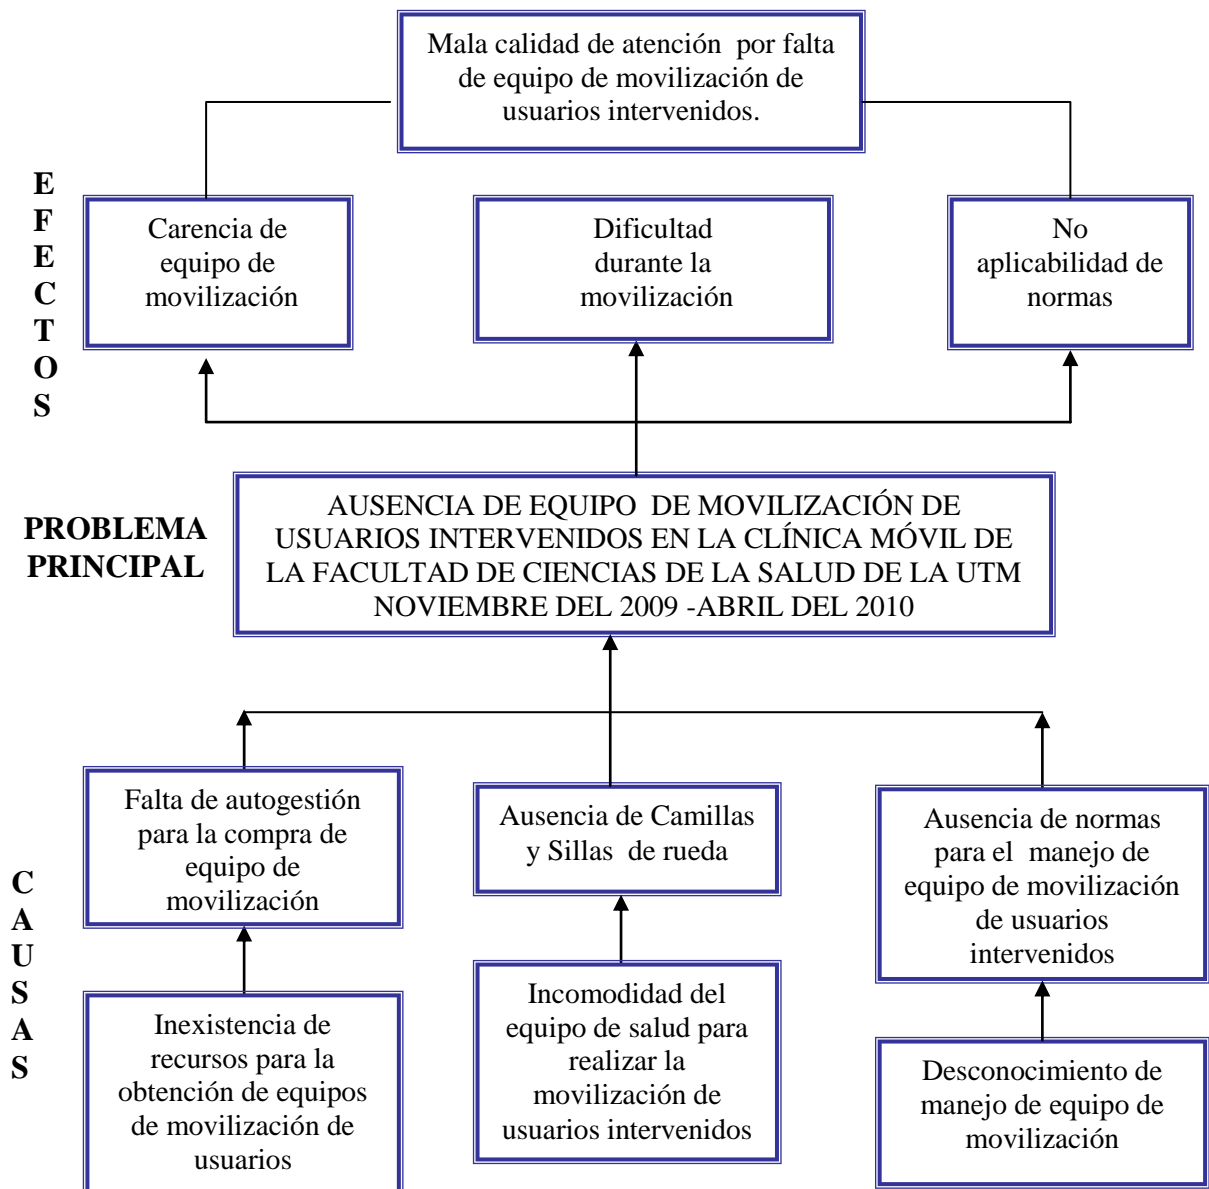 Mala calidad de atención por falta
de equipo de movilización de
usuarios intervenidos.
E
F
E
C
T
O
S
Carencia de
equipo de
movilización
Dificultad
durante la
movilización
No
aplicabilidad de
normas
PROBLEMA
PRINCIPAL
AUSENCIA DE EQUIPO DE MOVILIZACIÓN DE
USUARIOS INTERVENIDOS EN LA CLÍNICA MÓVIL DE
LA FACULTAD DE CIENCIAS DE LA SALUD DE LA UTM
NOVIEMBRE DEL 2009 -ABRIL DEL 2010
C
A
U
S
A
S
Falta de autogestión
para la compra de
equipo de
movilización
Ausencia de Camillas
y Sillas de rueda
Ausencia de normas
para el manejo de
equipo de movilización
de usuarios
intervenidos
Inexistencia de
recursos para la
obtención de equipos
de movilización de
usuarios
Incomodidad del
equipo de salud para
realizar la
movilización de
usuarios intervenidos
Desconocimiento de
manejo de equipo de
movilización